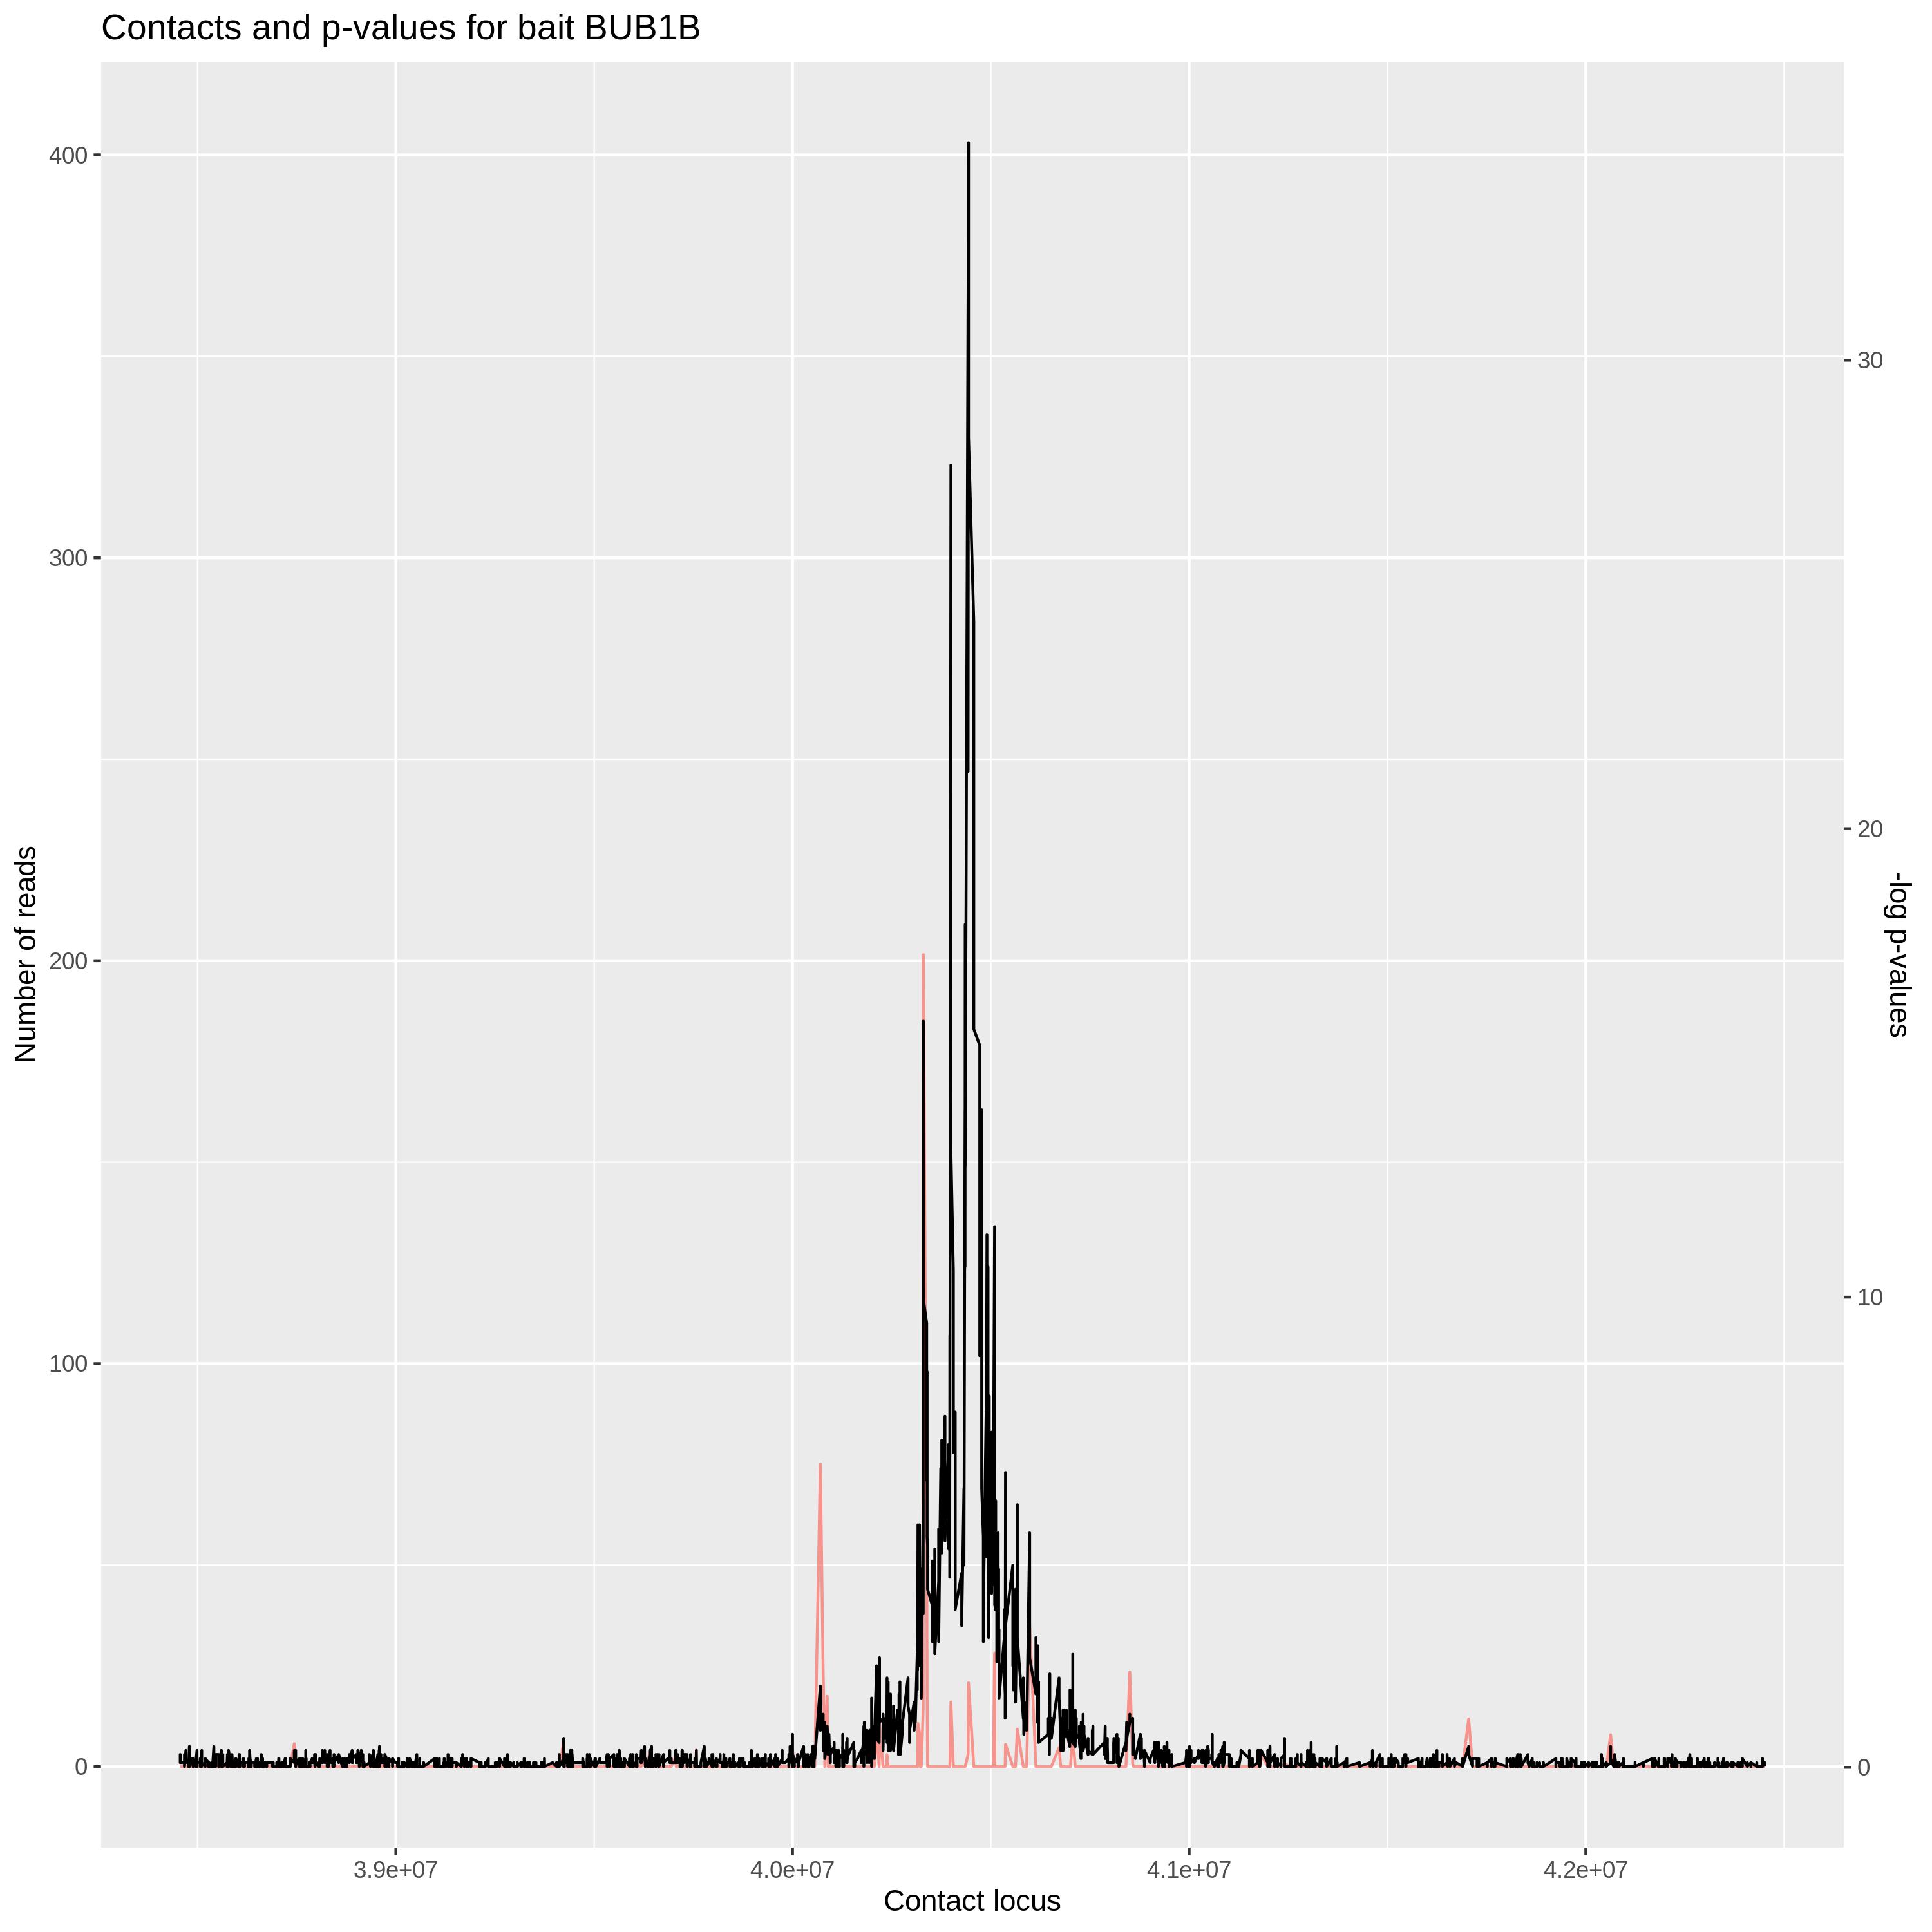 Contacts and p-values for bait BUB1B
400
300
200
100
0
Number of reads
30
20
10
0
-log p-values
3.9e+07
4.0e+07
4.1e+07
4.2e+07
Contact locus